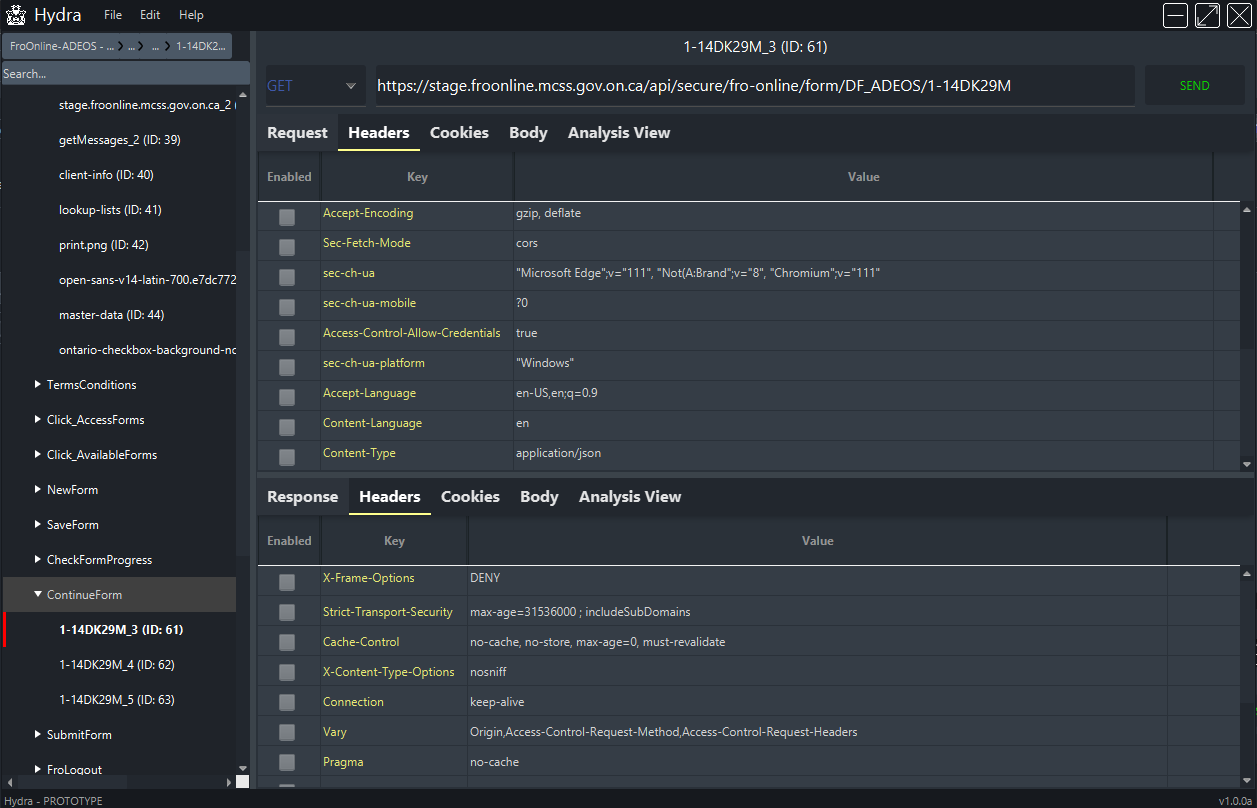 Hydra File Edit Help
FroOnline-ADEOS - ... ... ... 1-14DK2...
Search...
stage.froonline.mcss.gov.on.ca_2 (
getMessages_2 (ID: 39)
client-info (ID: 40)
lookup-lists (ID: 41)
print.png (ID: 42)
open-sans-v14-latin-700.e7dc772
master-data (ID: 44)
ontario-checkbox-background-no
TermsConditions
Click_AccessForms
Click_AvailableForms
NewForm
SaveForm
CheckFormProgress
ContinueForm
1-14DK29M_3 (ID: 61)
1-14DK29M_4 (ID: 62)
1-14DK29M_5 (ID: 63)
SubmitForm
FroLogout
1-14DK29M_3 (ID: 61)
GET https://stage.froonline.mcss.gov.on.ca/api/secure/fro-online/form/DF_ADEOS/1-14DK29M SEND
Request Headers Cookies Body Analysis View
Enabled Key Value
Accept-Encoding gzip, deflate
Sec-Fetch-Mode cors
sec-ch-ua "Microsoft Edge";v="111", "Not(A:Brand";v="8", "Chromium";v="111"
sec-ch-ua-mobile ?0
Access-Control-Allow-Credentials true
sec-ch-ua-platform "Windows"
Accept-Language en-US,en;q=0.9
Content-Language en
Content-Type application/json
Response Headers Cookies Body Analysis View
Enabled Key Value
X-Frame-Options DENY
Strict-Transport-Security max-age=31536000 ; includeSubDomains
Cache-Control no-cache, no-store, max-age=0, must-revalidate
X-Content-Type-Options nosniff
Connection keep-alive
Vary Origin,Access-Control-Request-Method,Access-Control-Request-Headers
Pragma no-cache
Hydra - PROTOTYPE v1.0.0a